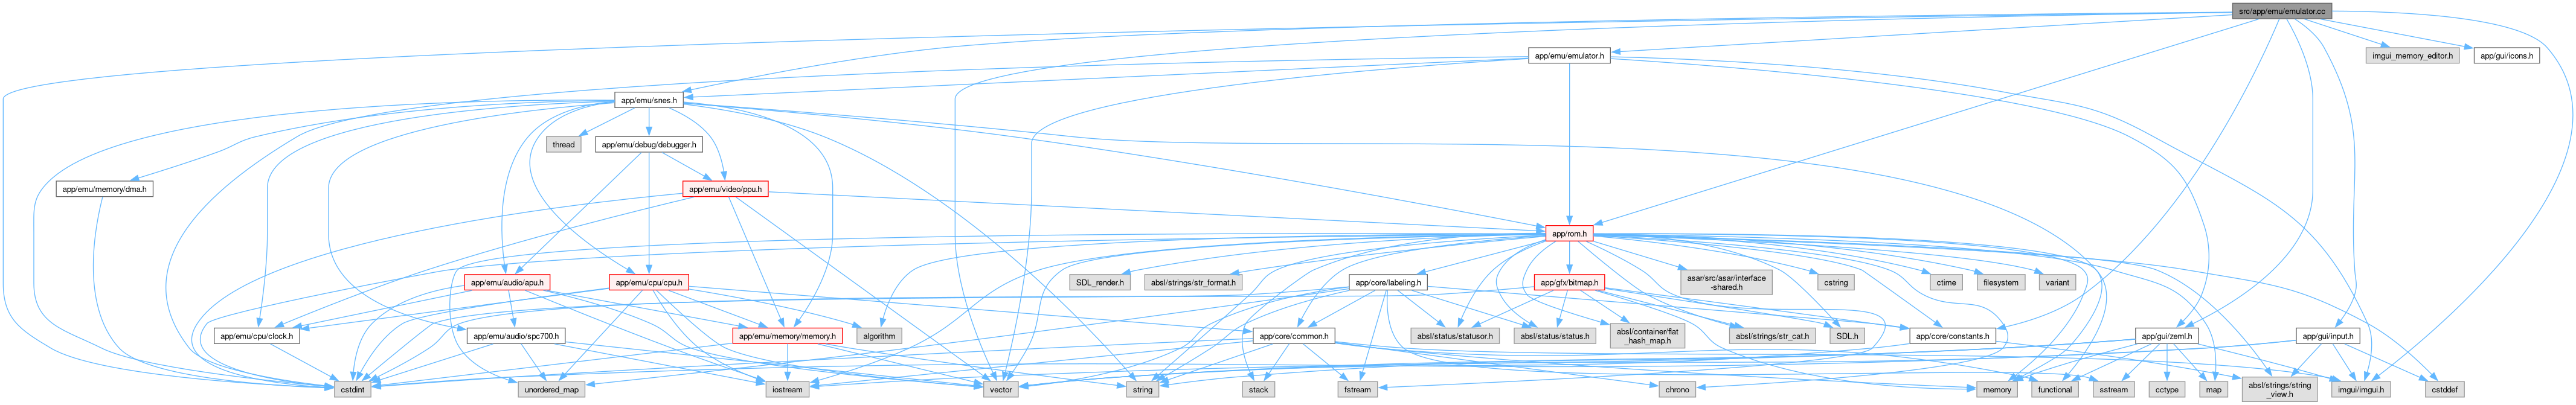 src/app/emu/emulator.cc
app/emu/emulator.h
imgui_memory_editor.h
app/gui/icons.h
app/emu/snes.h
thread
app/emu/debug/debugger.h
app/emu/memory/dma.h
app/emu/video/ppu.h
app/rom.h
app/emu/audio/apu.h
app/emu/cpu/cpu.h
SDL_render.h
absl/strings/str_format.h
app/core/labeling.h
app/gfx/bitmap.h
asar/src/asar/interface
-shared.h
cstring
ctime
filesystem
variant
app/emu/cpu/clock.h
app/emu/audio/spc700.h
app/emu/memory/memory.h
algorithm
app/core/common.h
absl/status/statusor.h
absl/status/status.h
absl/container/flat
_hash_map.h
absl/strings/str_cat.h
SDL.h
app/core/constants.h
app/gui/zeml.h
app/gui/input.h
cstdint
unordered_map
iostream
vector
string
stack
fstream
chrono
memory
functional
sstream
cctype
map
absl/strings/string
_view.h
imgui/imgui.h
cstddef